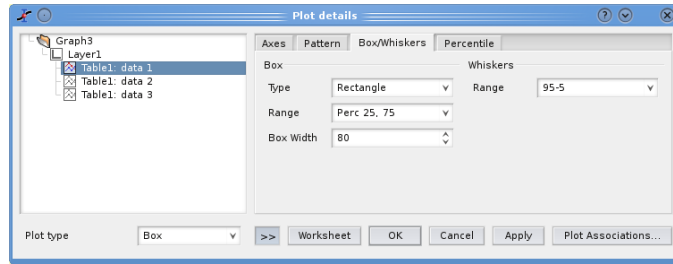 Plot details
Graph3
Layer1
Table1: data 1
Table1: data 2
Table1: data 3
Axes Pattern Box/Whiskers Percentile
Box Whiskers
Type Rectangle Range 95-5
Range Perc 25, 75
Box Width 80
Plot type Box >> Worksheet OK Cancel Apply Plot Associations...